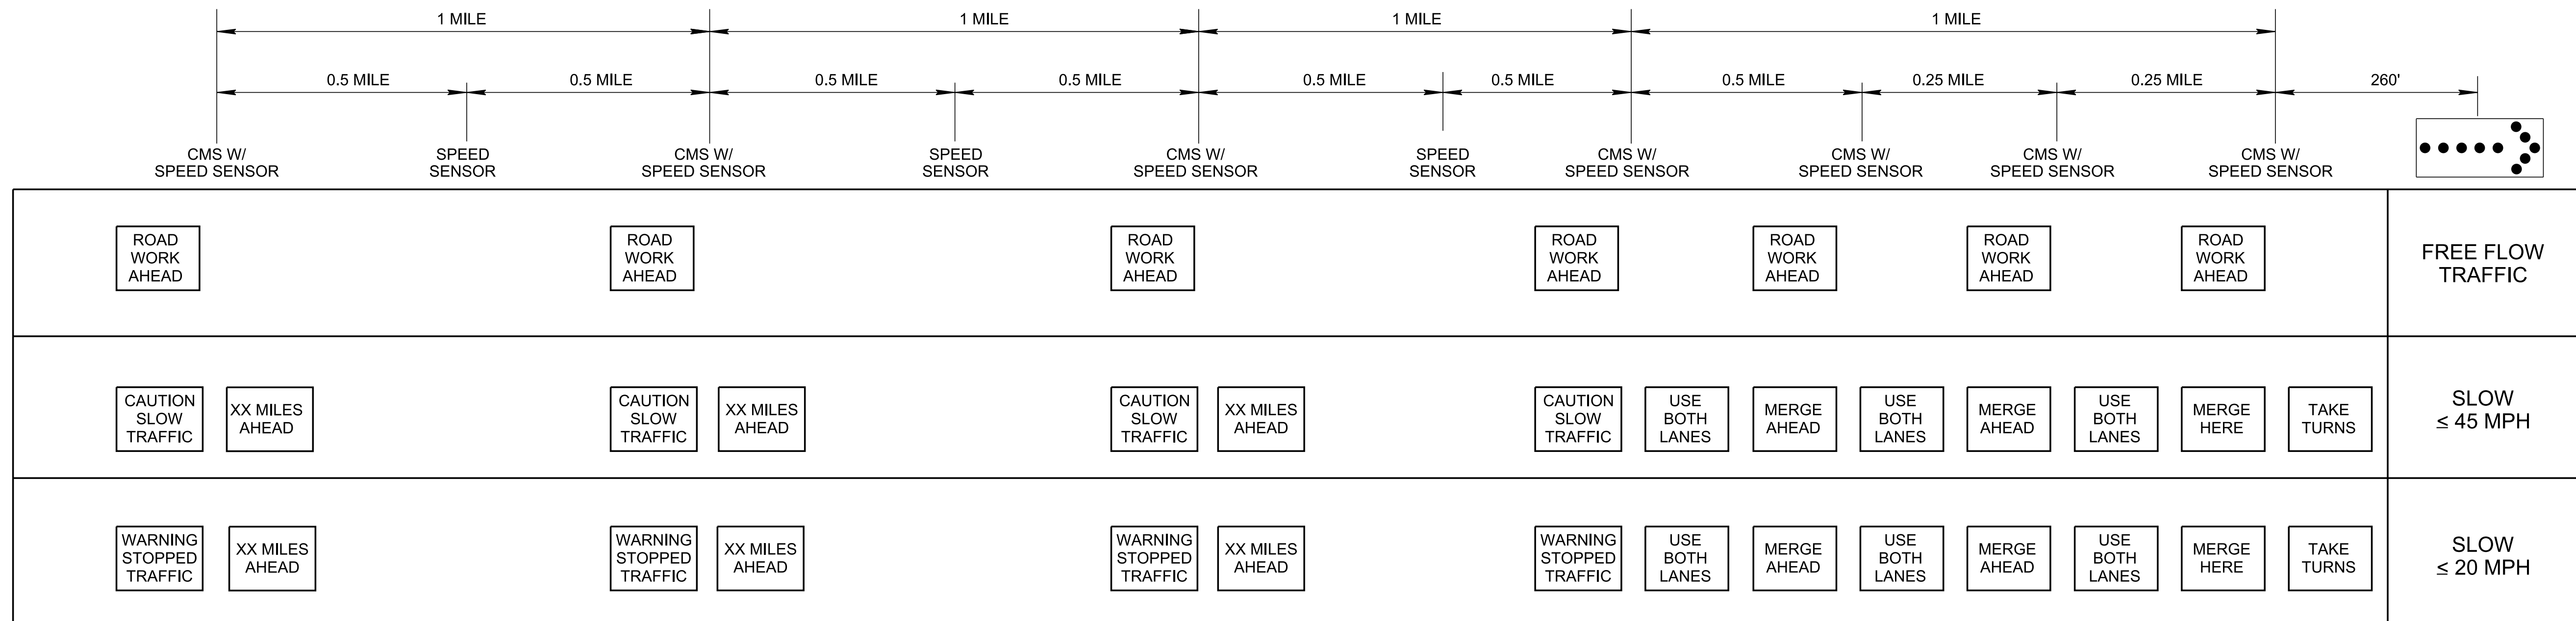 1 MILE
1 MILE
1 MILE
1 MILE
0.5 MILE
0.5 MILE
0.5 MILE
0.5 MILE
0.5 MILE
0.5 MILE
0.5 MILE
0.25 MILE
0.25 MILE
260'
CMS W/
SPEED SENSOR
SPEED
SENSOR
CMS W/
SPEED SENSOR
SPEED
SENSOR
CMS W/
SPEED SENSOR
SPEED
SENSOR
CMS W/
SPEED SENSOR
CMS W/
SPEED SENSOR
CMS W/
SPEED SENSOR
CMS W/
SPEED SENSOR
ROAD
WORK
AHEAD
ROAD
WORK
AHEAD
ROAD
WORK
AHEAD
ROAD
WORK
AHEAD
ROAD
WORK
AHEAD
ROAD
WORK
AHEAD
ROAD
WORK
AHEAD
FREE FLOW
TRAFFIC
CAUTION
SLOW
TRAFFIC
XX MILES
AHEAD
CAUTION
SLOW
TRAFFIC
XX MILES
AHEAD
CAUTION
SLOW
TRAFFIC
XX MILES
AHEAD
CAUTION
SLOW
TRAFFIC
USE
BOTH
LANES
MERGE
AHEAD
USE
BOTH
LANES
MERGE
AHEAD
USE
BOTH
LANES
MERGE
HERE
TAKE
TURNS
SLOW
≤ 45 MPH
WARNING
STOPPED
TRAFFIC
XX MILES
AHEAD
WARNING
STOPPED
TRAFFIC
XX MILES
AHEAD
WARNING
STOPPED
TRAFFIC
XX MILES
AHEAD
WARNING
STOPPED
TRAFFIC
USE
BOTH
LANES
MERGE
AHEAD
USE
BOTH
LANES
MERGE
AHEAD
USE
BOTH
LANES
MERGE
HERE
TAKE
TURNS
SLOW
≤ 20 MPH